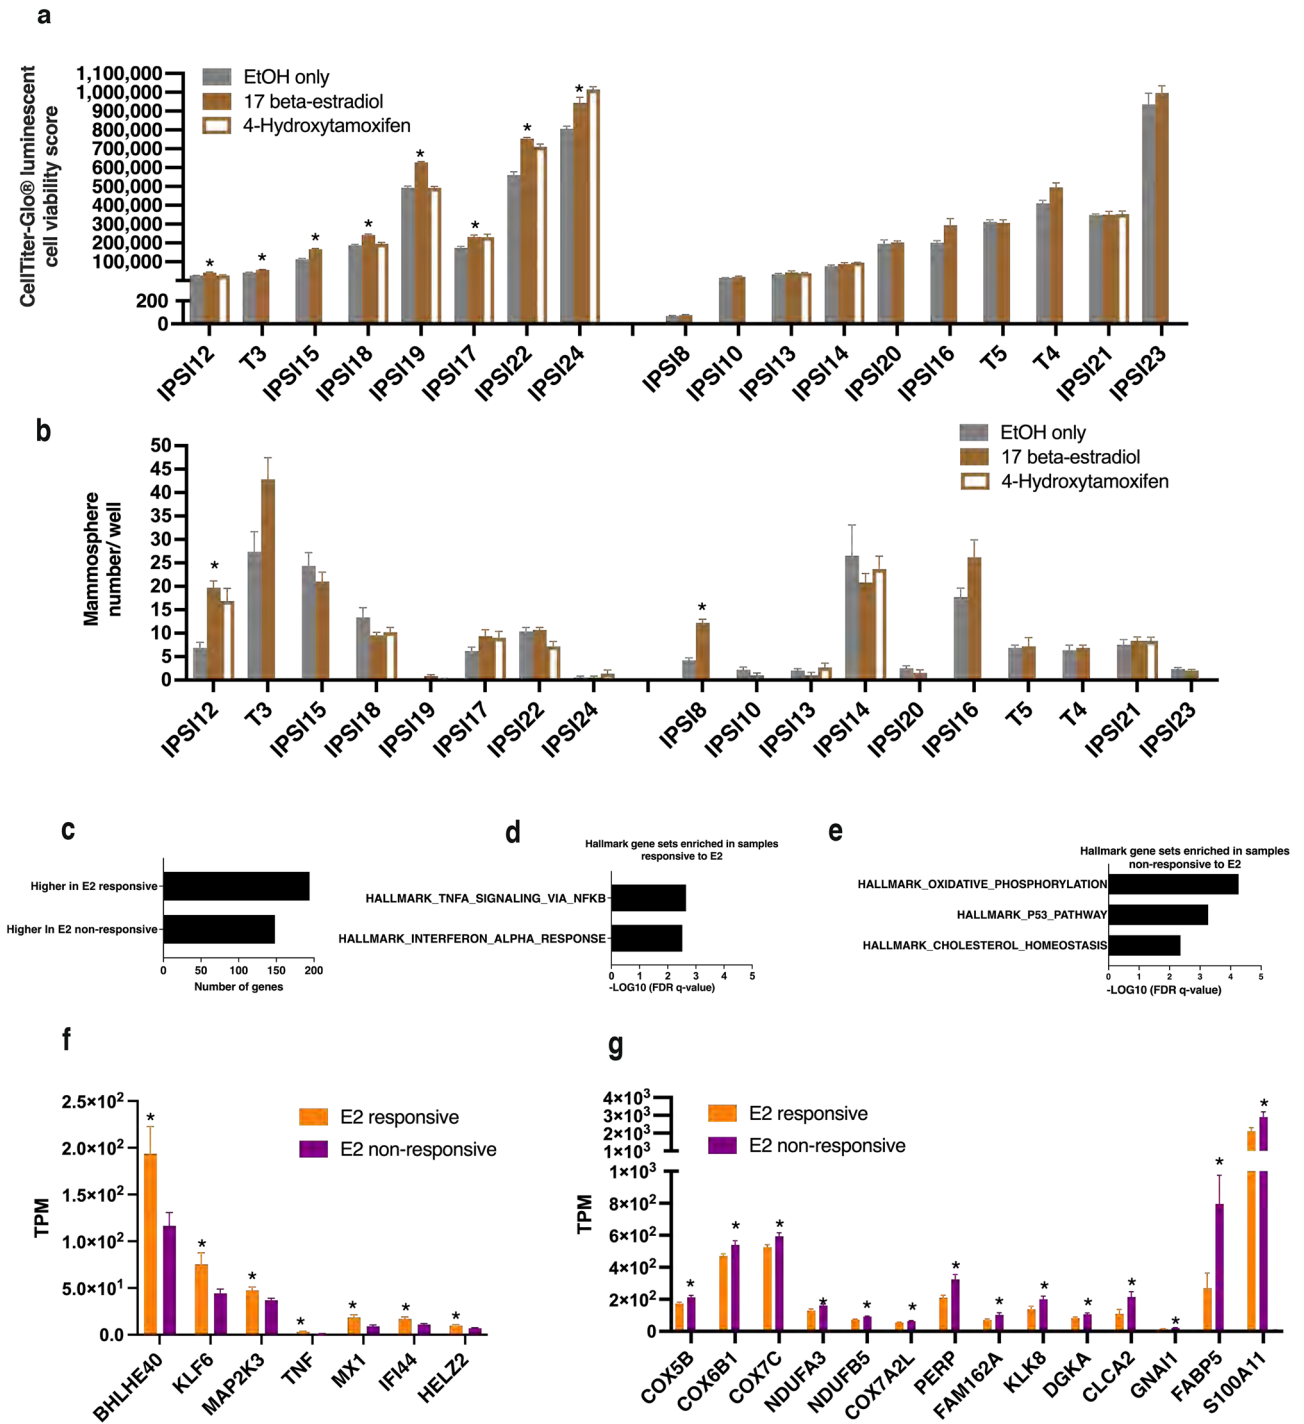 a
CellTiter-Glo® luminescent
cell viability score
1,100,000
1,000,000
900,000
800,000
700,000
600,000
500,000
400,000
300,000
200,000
100,000
200
0
EtOH only
17 beta-estradiol
4-Hydroxytamoxifen
* * * * * * * *
IPSI12 T3 IPSI15 IPSI18 IPSI19 IPSI17 IPSI22 IPSI24 IPSI8 IPSI10 IPSI13 IPSI14 IPSI20 IPSI16 T5 T4 IPSI21 IPSI23
b
Mammosphere
number/ well
50
45
40
35
30
25
20
15
10
5
0
EtOH only
17 beta-estradiol
4-Hydroxytamoxifen
* *
IPSI12 T3 IPSI15 IPSI18 IPSI19 IPSI17 IPSI22 IPSI24 IPSI8 IPSI10 IPSI13 IPSI14 IPSI20 IPSI16 T5 T4 IPSI21 IPSI23
c
Higher in E2 responsive
Higher In E2 non-responsive
0 50 100 150 200
Number of genes
d
Hallmark gene sets enriched in samples
responsive to E2
HALLMARK_TNFA_SIGNALING_VIA_NFKB
HALLMARK_INTERFERON_ALPHA_RESPONSE
0 1 2 3 4 5
-LOG10 (FDR q-value)
e
Hallmark gene sets enriched in samples
non-responsive to E2
HALLMARK_OXIDATIVE_PHOSPHORYLATION
HALLMARK_P53_PATHWAY
HALLMARK_CHOLESTEROL_HOMEOSTASIS
0 1 2 3 4 5
-LOG10 (FDR q-value)
f
TPM
2.5×10²
2.0×10²
1.5×10²
1.0×10²
5.0×10¹
0.0
E2 responsive
E2 non-responsive
* * * * * * *
BHLHE40 KLF6 MAP2K3 TNF MX1 IFI44 HELZ2
g
TPM
4×10³
3×10³
2×10³
1×10³
1×10³
8×10²
6×10²
4×10²
2×10²
0
E2 responsive
E2 non-responsive
* * * * * * * * * * * * * *
COX5B COX6B1 COX7C NDUFA3 NDUFB5 COX7A2L PERP FAM162A KLK8 DGKA CLCA2 GNAI1 FABP5 S100A11